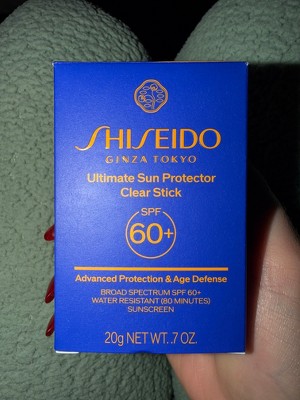 SHISEIDO
GINZA TOKYO
Ultimate Sun Protector
Clear Stick
SPF
60+
Advanced Protection & Age Defense
BROAD SPECTRUM SPF 60+
WATER RESISTANT (80 MINUTES)
SUNSCREEN
20g NET WT. .7 OZ.